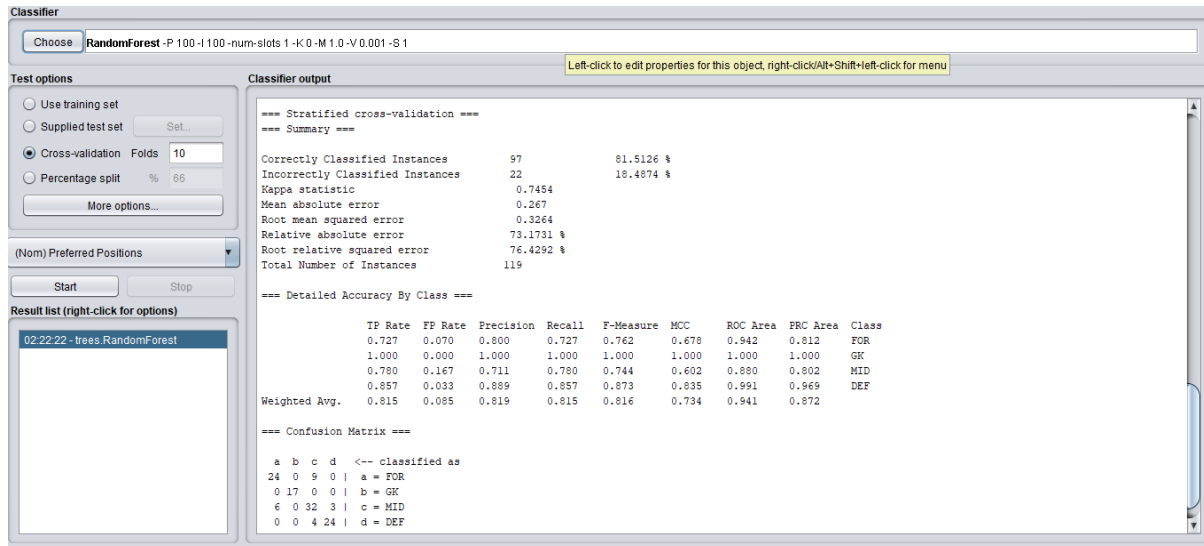 Classifier
Choose RandomForest -P 100 -I 100 -num-slots 1 -K 0 -M 1.0 -V 0.001 -S 1
Left-click to edit properties for this object, right-click/Alt+Shift+left-click for menu
Test options
Use training set
Supplied test set Set...
Cross-validation Folds 10
Percentage split % 66
More options...
(Nom) Preferred Positions
Start Stop
Result list (right-click for options)
02:22:22 - trees.RandomForest
Classifier output
=== Stratified cross-validation ===
=== Summary ===
Correctly Classified Instances 97 81.5126 %
Incorrectly Classified Instances 22 18.4874 %
Kappa statistic 0.7454
Mean absolute error 0.267
Root mean squared error 0.3264
Relative absolute error 73.1731 %
Root relative squared error 76.4292 %
Total Number of Instances 119
=== Detailed Accuracy By Class ===
TP Rate FP Rate Precision Recall F-Measure MCC ROC Area PRC Area Class
0.727 0.070 0.800 0.727 0.762 0.678 0.942 0.812 FOR
1.000 0.000 1.000 1.000 1.000 1.000 1.000 1.000 GK
0.780 0.167 0.711 0.780 0.744 0.602 0.880 0.802 MID
0.857 0.033 0.889 0.857 0.873 0.835 0.991 0.969 DEF
Weighted Avg. 0.815 0.085 0.819 0.815 0.816 0.734 0.941 0.872
=== Confusion Matrix ===
a b c d <-- classified as
24 0 9 0 | a = FOR
0 17 0 0 | b = GK
6 0 32 3 | c = MID
0 0 4 24 | d = DEF